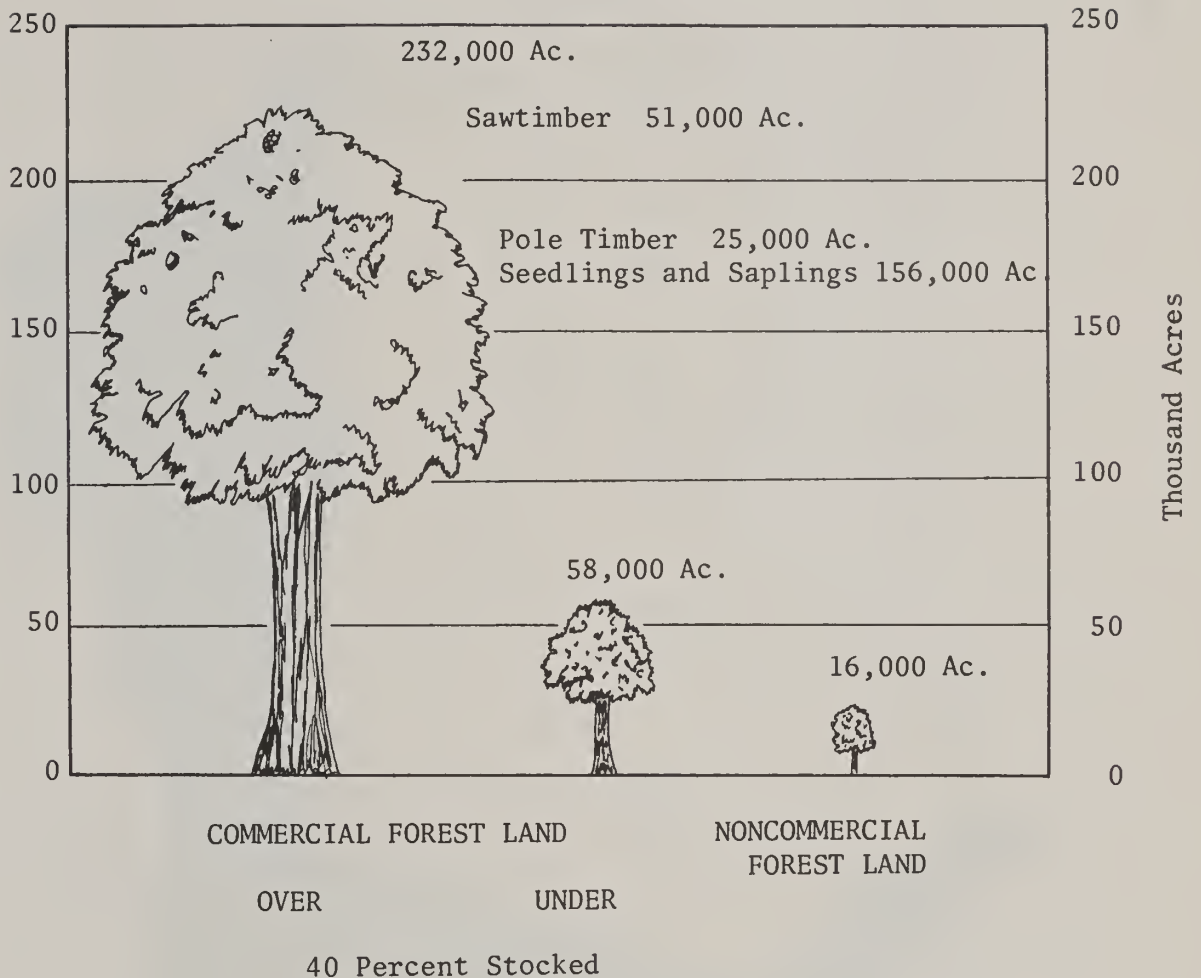 250 250
232,000 Ac.
Sawtimber 51,000 Ac.
200 200
Pole Timber 25,000 Ac.
Seedlings and Saplings 156,000 Ac
150 150
Thousand Acres
100 100
58,000 Ac.
50 50
16,000 Ac.
0 0
COMMERCIAL FOREST LAND NONCOMMERCIAL
FOREST LAND
OVER UNDER
40 Percent Stocked